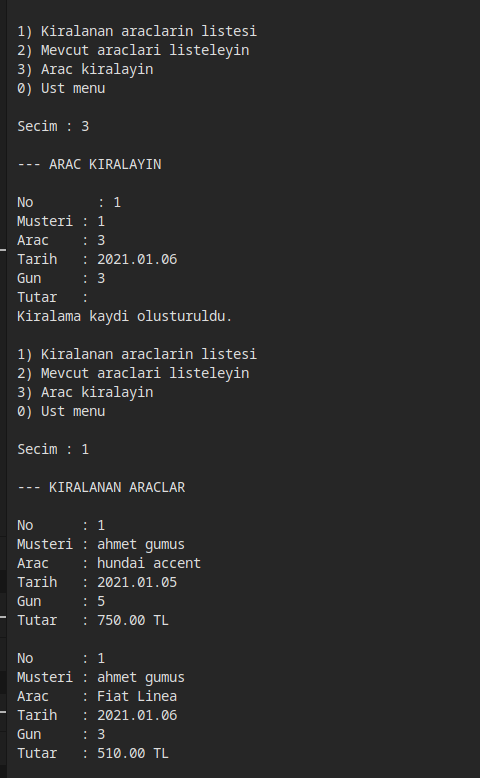 1) Kiralanan araclarin listesi
2) Mevcut araclari listeleyin
3) Arac kiralayin
0) Ust menu
Secim : 3
--- ARAC KIRALAYIN
No        : 1
Musteri : 1
Arac    : 3
Tarih   : 2021.01.06
Gun     : 3
Tutar   :
Kiralama kaydi olusturuldu.
1) Kiralanan araclarin listesi
2) Mevcut araclari listeleyin
3) Arac kiralayin
0) Ust menu
Secim : 1
--- KIRALANAN ARACLAR
No      : 1
Musteri : ahmet gumus
Arac    : hundai accent
Tarih   : 2021.01.05
Gun     : 5
Tutar   : 750.00 TL
No      : 1
Musteri : ahmet gumus
Arac    : Fiat Linea
Tarih   : 2021.01.06
Gun     : 3
Tutar   : 510.00 TL